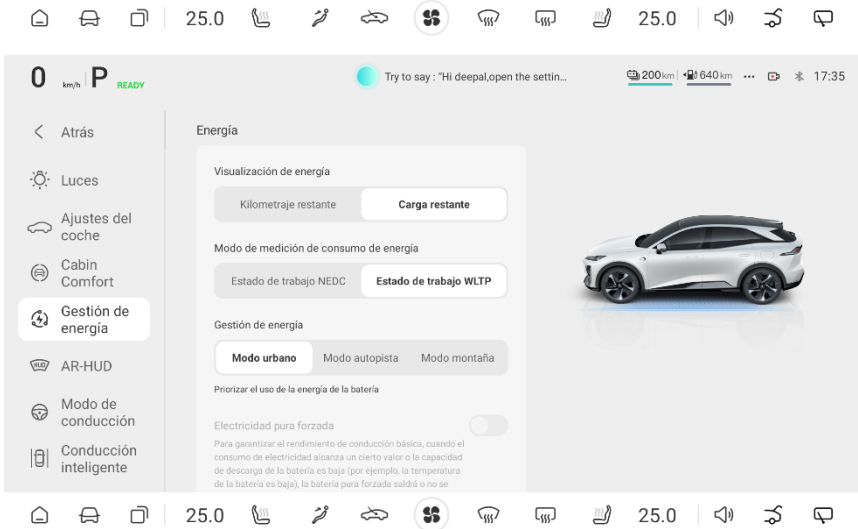 25.0
25.0
0 km/h P READY
Try to say : "Hi deepal,open the settin...
200km 640km ... 17:35
Atrás
Luces
Ajustes del
coche
Cabin
Comfort
Gestión de
energía
HUD AR-HUD
Modo de
conducción
Conducción
inteligente
Energía
Visualización de energía
Kilometraje restante Carga restante
Modo de medición de consumo de energía
Estado de trabajo NEDC Estado de trabajo WLTP
Gestión de energía
Modo urbano Modo autopista Modo montaña
Priorizar el uso de la energía de la batería
Electricidad pura forzada
Para garantizar el rendimiento de conducción básica, cuando el
consumo de electricidad alcanza un cierto valor o la capacidad
de descarga de la batería es baja (por ejemplo, la temperatura
de la batería es baja), la batería pura forzada saldrá o no se
25.0
25.0